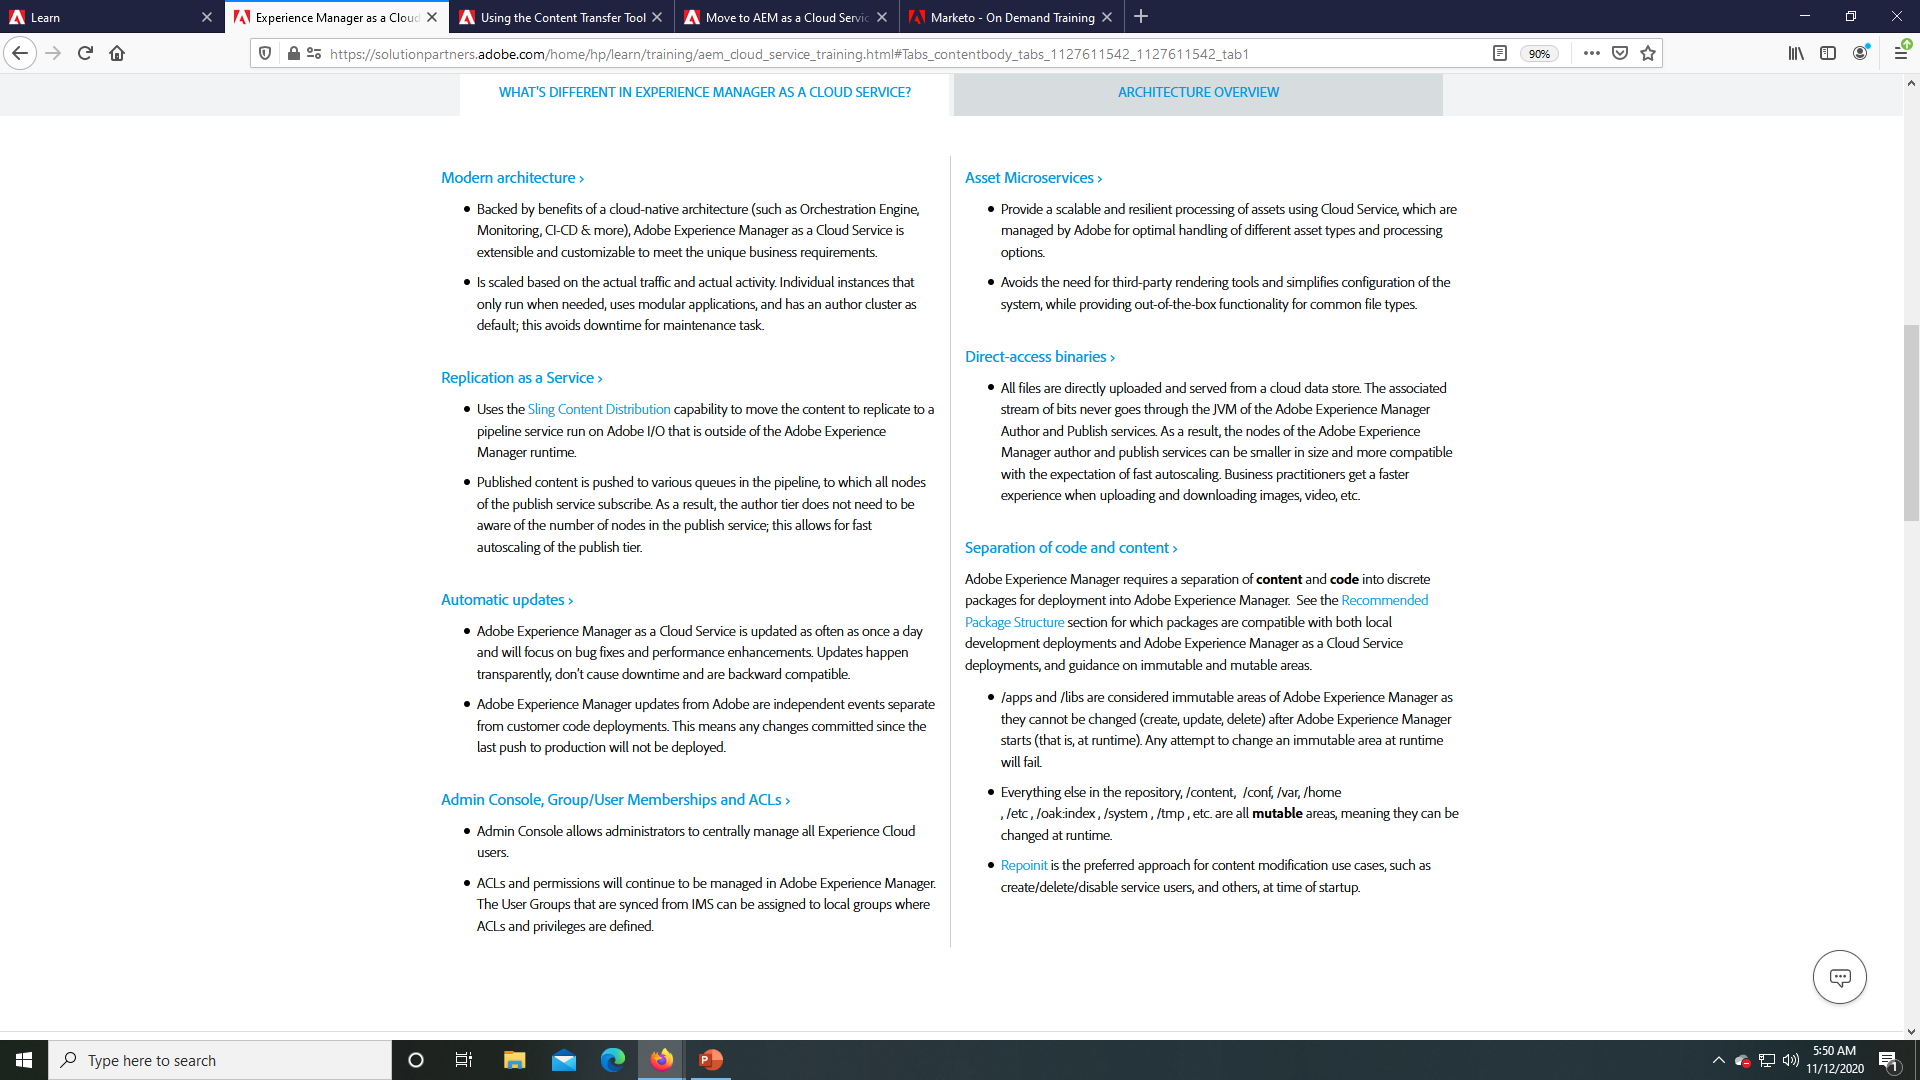 Learn
Experience Manager as a Cloud
Using the Content Transfer Tool
Move to AEM as a Cloud Servic
Marketo - On Demand Training
https://solutionpartners.adobe.com/home/hp/learn/training/aem_cloud_service_training.html#Tabs_contentbody_tabs_1127611542_1127611542_tab1
90%
WHAT'S DIFFERENT IN EXPERIENCE MANAGER AS A CLOUD SERVICE?
ARCHITECTURE OVERVIEW
Modern architecture ›
• Backed by benefits of a cloud-native architecture (such as Orchestration Engine,
Monitoring, CI-CD & more), Adobe Experience Manager as a Cloud Service is
extensible and customizable to meet the unique business requirements.
• Is scaled based on the actual traffic and actual activity. Individual instances that
only run when needed, uses modular applications, and has an author cluster as
default; this avoids downtime for maintenance task.
Replication as a Service ›
• Uses the Sling Content Distribution capability to move the content to replicate to a
pipeline service run on Adobe I/O that is outside of the Adobe Experience
Manager runtime.
• Published content is pushed to various queues in the pipeline, to which all nodes
of the publish service subscribe. As a result, the author tier does not need to be
aware of the number of nodes in the publish service; this allows for fast
autoscaling of the publish tier.
Automatic updates ›
• Adobe Experience Manager as a Cloud Service is updated as often as once a day
and will focus on bug fixes and performance enhancements. Updates happen
transparently, don't cause downtime and are backward compatible.
• Adobe Experience Manager updates from Adobe are independent events separate
from customer code deployments. This means any changes committed since the
last push to production will not be deployed.
Admin Console, Group/User Memberships and ACLs ›
• Admin Console allows administrators to centrally manage all Experience Cloud
users.
• ACLs and permissions will continue to be managed in Adobe Experience Manager.
The User Groups that are synced from IMS can be assigned to local groups where
ACLs and privileges are defined.
Asset Microservices ›
• Provide a scalable and resilient processing of assets using Cloud Service, which are
managed by Adobe for optimal handling of different asset types and processing
options.
• Avoids the need for third-party rendering tools and simplifies configuration of the
system, while providing out-of-the-box functionality for common file types.
Direct-access binaries ›
• All files are directly uploaded and served from a cloud data store. The associated
stream of bits never goes through the JVM of the Adobe Experience Manager
Author and Publish services. As a result, the nodes of the Adobe Experience
Manager author and publish services can be smaller in size and more compatible
with the expectation of fast autoscaling. Business practitioners get a faster
experience when uploading and downloading images, video, etc.
Separation of code and content ›
Adobe Experience Manager requires a separation of content and code into discrete
packages for deployment into Adobe Experience Manager. See the Recommended
Package Structure section for which packages are compatible with both local
development deployments and Adobe Experience Manager as a Cloud Service
deployments, and guidance on immutable and mutable areas.
• /apps and /libs are considered immutable areas of Adobe Experience Manager as
they cannot be changed (create, update, delete) after Adobe Experience Manager
starts (that is, at runtime). Any attempt to change an immutable area at runtime
will fail.
• Everything else in the repository, /content, /conf, /var, /home
, /etc , /oak:index , /system , /tmp , etc. are all mutable areas, meaning they can be
changed at runtime.
• Repoinit is the preferred approach for content modification use cases, such as
create/delete/disable service users, and others, at time of startup.
Type here to search
P
5:50 AM
11/12/2020
1